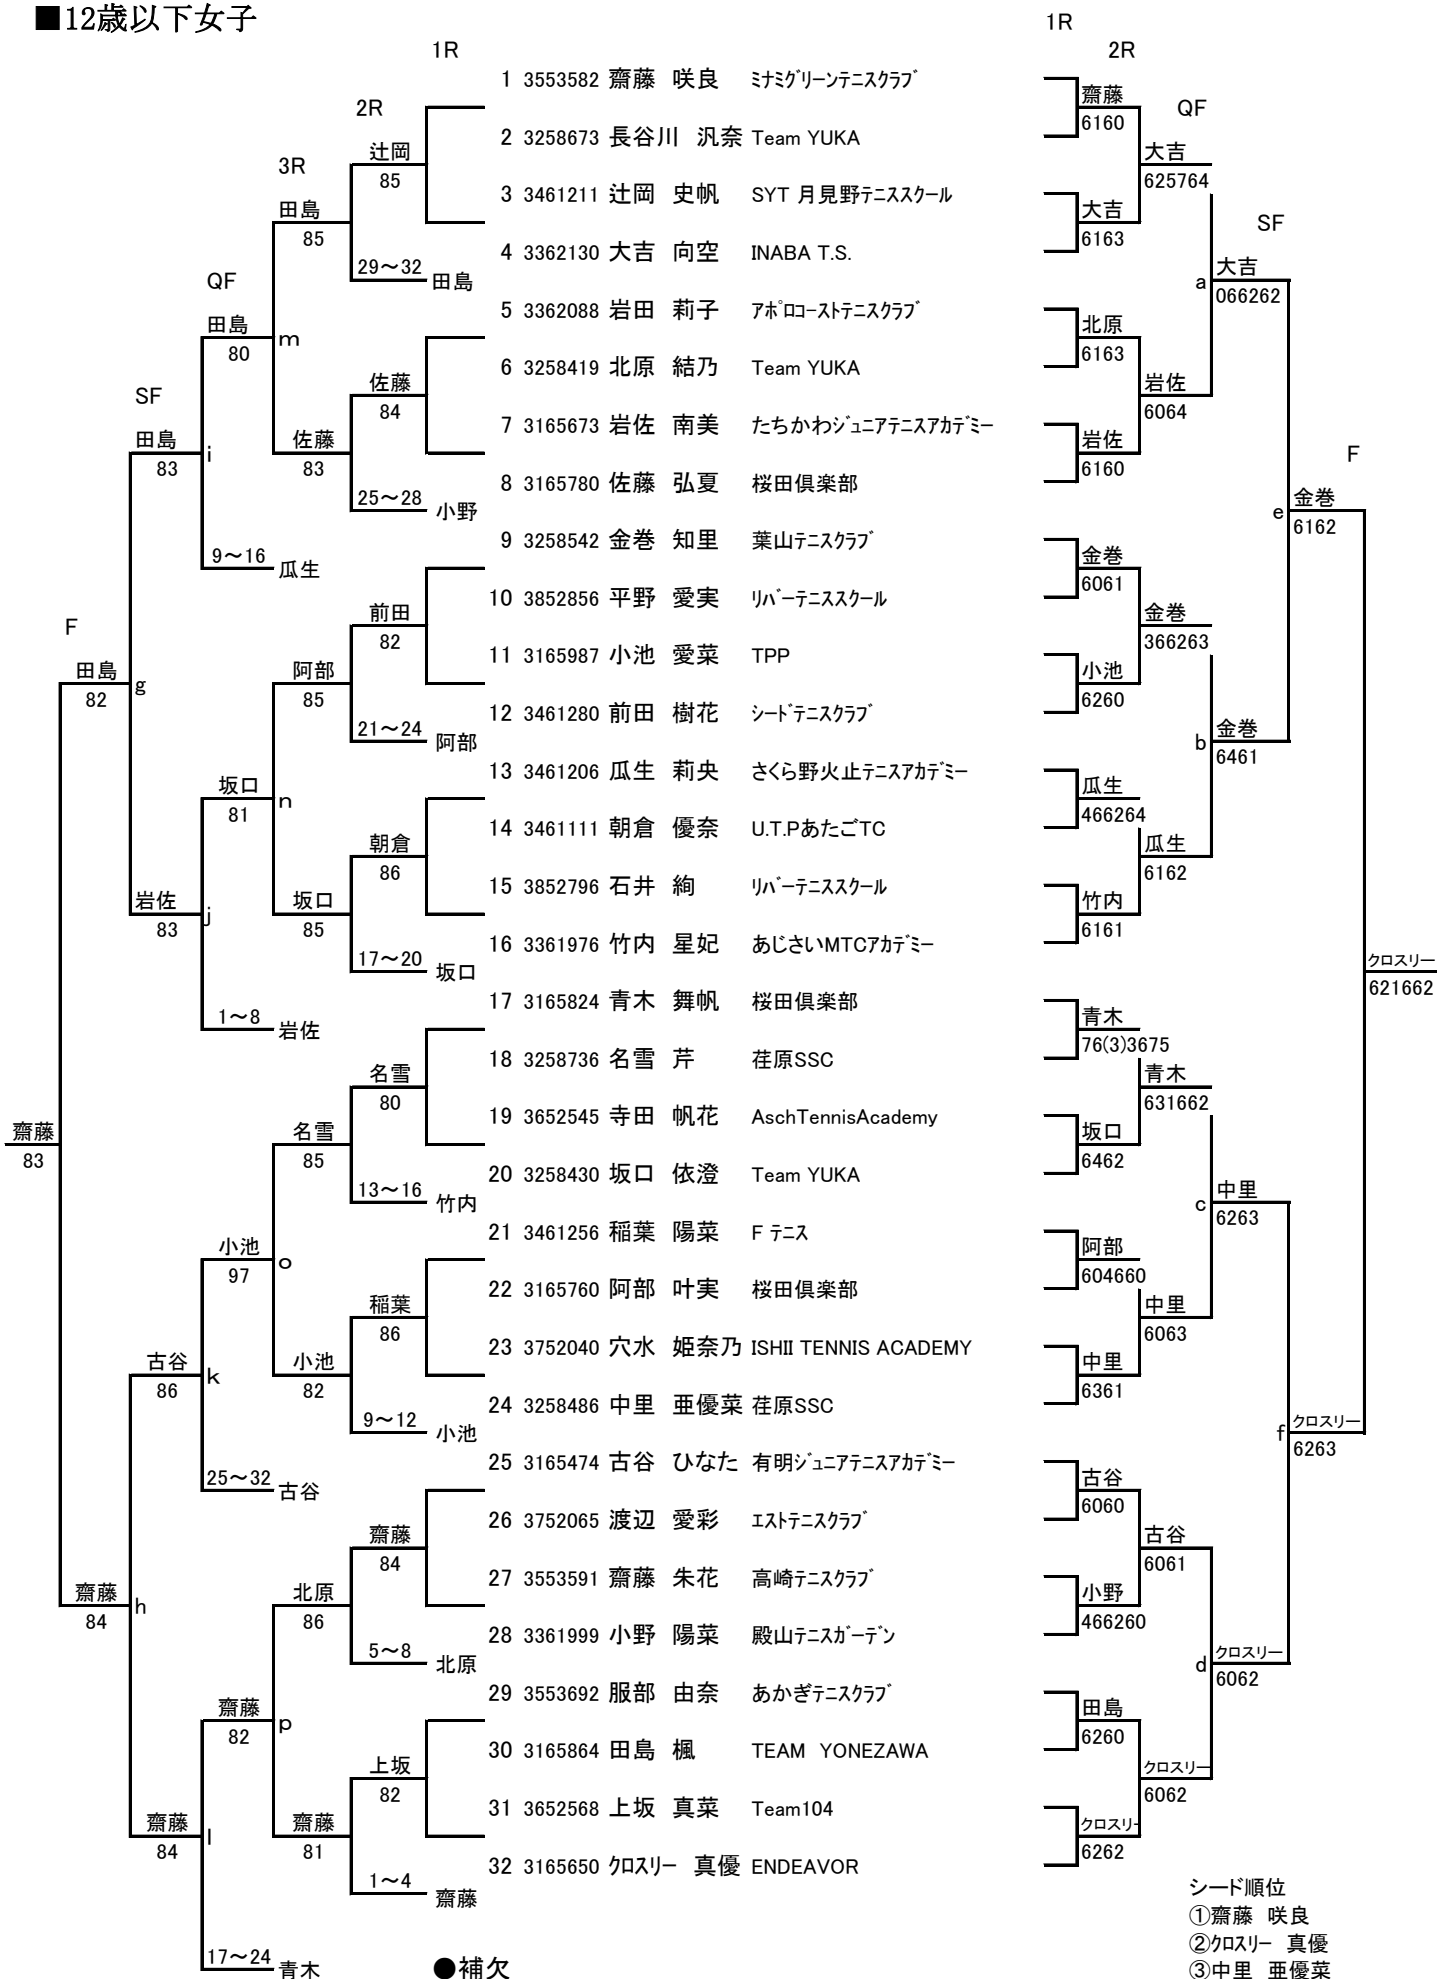 ■12歳以下女子
1R
1R
2R
1 3553582 齋藤 咲良 ミナミグリーンテニスクラブ
齋藤
6160
2R
QF
2 3258673 長谷川 汎奈 Team YUKA
辻岡
85
大吉
625764
3R
3 3461211 辻岡 史帆 SYT 月見野テニススクール
田島
85
大吉
6163
SF
4 3362130 大吉 向空 INABA T.S.
29～32
田島
QF
a
大吉
066262
5 3362088 岩田 莉子 アポロコーストテニスクラブ
田島
80
m
北原
6163
6 3258419 北原 結乃 Team YUKA
佐藤
84
岩佐
6064
SF
7 3165673 岩佐 南美 たちかわジュニアテニスアカデミー
田島
83
i
佐藤
83
岩佐
6160
F
8 3165780 佐藤 弘夏 桜田倶楽部
25～28
小野
e
金巻
6162
9 3258542 金巻 知里 葉山テニスクラブ
9～16
瓜生
金巻
6061
10 3852856 平野 愛実 リバーテニススクール
前田
82
金巻
366263
F
11 3165987 小池 愛菜 TPP
田島
82
g
阿部
85
小池
6260
12 3461280 前田 樹花 シードテニスクラブ
21～24
阿部
b
金巻
6461
13 3461206 瓜生 莉央 さくら野火止テニスアカデミー
坂口
81
n
瓜生
466264
14 3461111 朝倉 優奈 U.T.PあたごTC
朝倉
86
瓜生
6162
15 3852796 石井 絢 リバーテニススクール
岩佐
83
j
坂口
85
竹内
6161
16 3361976 竹内 星妃 あじさいMTCアカデミー
17～20
坂口
クロスリー
621662
17 3165824 青木 舞帆 桜田倶楽部
1～8
岩佐
青木
76(3)3675
18 3258736 名雪 芹 荏原SSC
名雪
80
青木
631662
19 3652545 寺田 帆花 AschTennisAcademy
齋藤
83
名雪
85
坂口
6462
20 3258430 坂口 依澄 Team YUKA
13～16
竹内
c
中里
6263
21 3461256 稲葉 陽菜 F テニス
小池
97
o
阿部
604660
22 3165760 阿部 叶実 桜田倶楽部
稲葉
86
中里
6063
23 3752040 穴水 姫奈乃 ISHII TENNIS ACADEMY
古谷
86
k
小池
82
中里
6361
24 3258486 中里 亜優菜 荏原SSC
9～12
小池
f
クロスリー
6263
25 3165474 古谷 ひなた 有明ジュニアテニスアカデミー
25～32
古谷
古谷
6060
26 3752065 渡辺 愛彩 エストテニスクラブ
齋藤
84
古谷
6061
27 3553591 齋藤 朱花 高崎テニスクラブ
齋藤
84
h
北原
86
小野
466260
28 3361999 小野 陽菜 殿山テニスガーデン
5～8
北原
d
クロスリー
6062
29 3553692 服部 由奈 あかぎテニスクラブ
齋藤
82
p
田島
6260
30 3165864 田島 楓 TEAM YONEZAWA
上坂
82
クロスリー
6062
31 3652568 上坂 真菜 Team104
齋藤
84
l
齋藤
81
クロスリー
6262
32 3165650 クロスリー 真優 ENDEAVOR
1～4
齋藤
シード順位
①齋藤 咲良
②クロスリー 真優
17～24
青木
●補欠
③中里 亜優菜